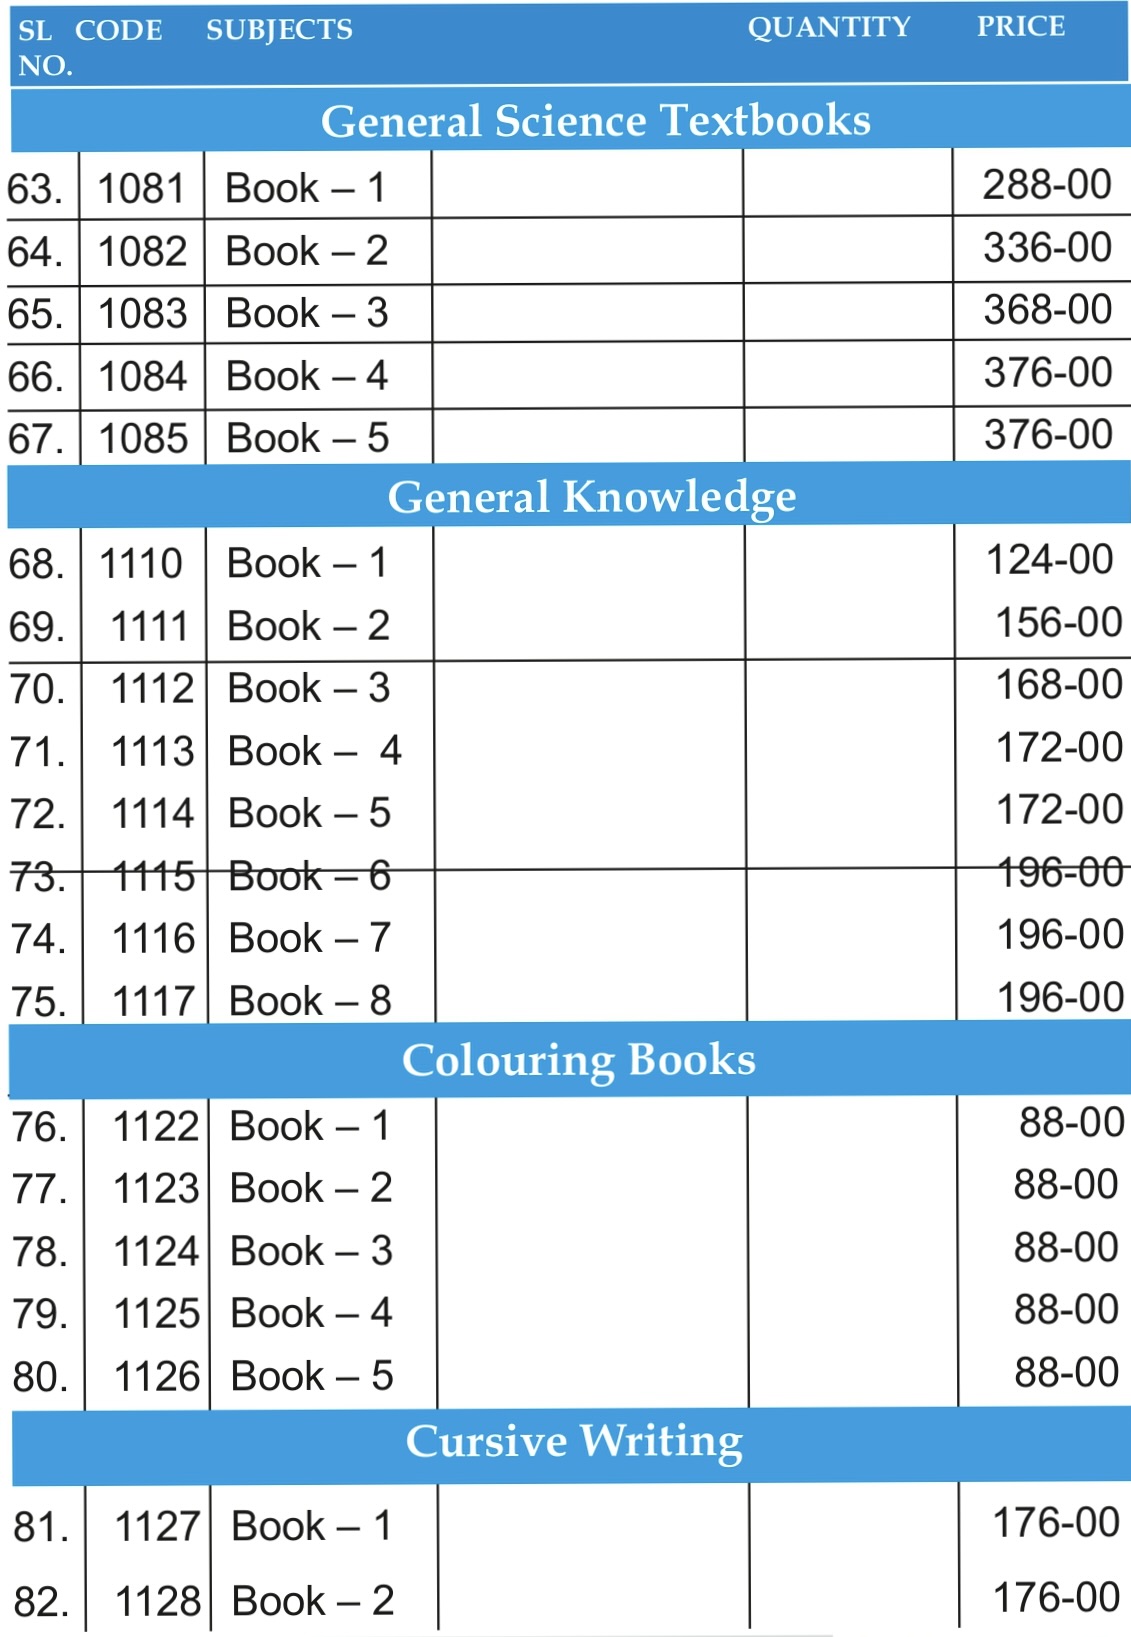 SL CODE SUBJECTS QUANTITY PRICE
NO.
General Science Textbooks
63. 1081 Book – 1 288-00
64. 1082 Book – 2 336-00
65. 1083 Book – 3 368-00
66. 1084 Book – 4 376-00
67. 1085 Book – 5 376-00
General Knowledge
68. 1110 Book – 1 124-00
69. 1111 Book – 2 156-00
70. 1112 Book – 3 168-00
71. 1113 Book – 4 172-00
72. 1114 Book – 5 172-00
73. 1115 Book – 6 196-00
74. 1116 Book – 7 196-00
75. 1117 Book – 8 196-00
Colouring Books
76. 1122 Book – 1 88-00
77. 1123 Book – 2 88-00
78. 1124 Book – 3 88-00
79. 1125 Book – 4 88-00
80. 1126 Book – 5 88-00
Cursive Writing
81. 1127 Book – 1 176-00
82. 1128 Book – 2 176-00